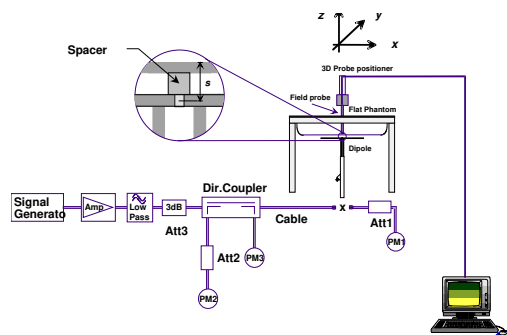 z
y
x
Spacer
s
3D Probe positioner
Field probe
Flat Phantom
Dipole
Signal
Generato
Amp
Low
Pass
3dB
Dir.Coupler
Cable
x
Att1
Att3
Att2
PM3
PM1
PM2